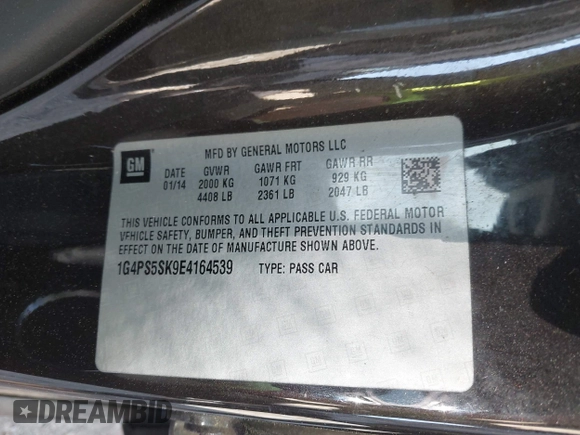 MFD BY GENERAL MOTORS LLC
GM
DATE GVWR GAWR FRT GAWR RR
01/14 2000 KG 1071 KG 929 KG
4408 LB 2361 LB 2047 LB
THIS VEHICLE CONFORMS TO ALL APPLICABLE U.S. FEDERAL MOTOR
VEHICLE SAFETY, BUMPER, AND THEFT PREVENTION STANDARDS IN
EFFECT ON THE DATE OF MANUFACTURE SHOWN ABOVE.
1G4PS5SK9E4164539 TYPE: PASS CAR
DREAMBID